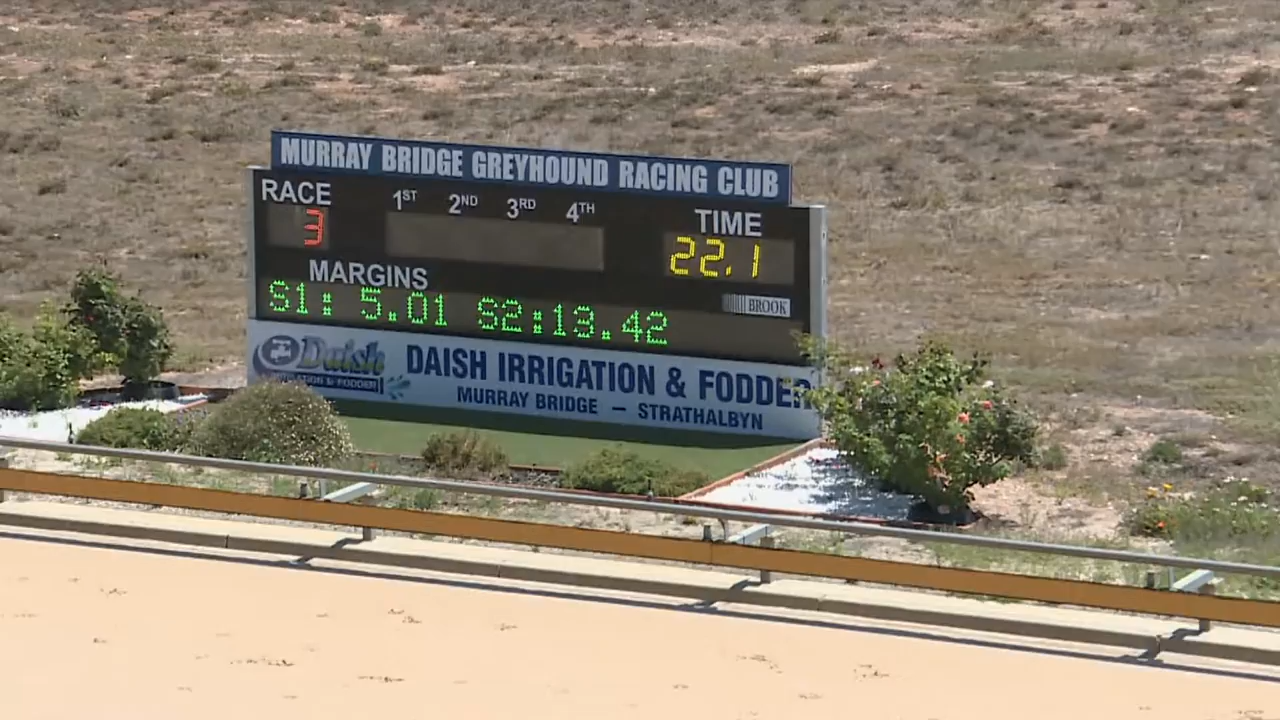 MURRAY BRIDGE GREYHOUND RACING CLUB
RACE 1ST 2ND 3RD 4TH TIME
3 22.1
MARGINS
BROOK
S1: 5.01 S2:13.42
Daish
& FODDER
DAISH IRRIGATION & FODDER
MURRAY BRIDGE — STRATHALBYN